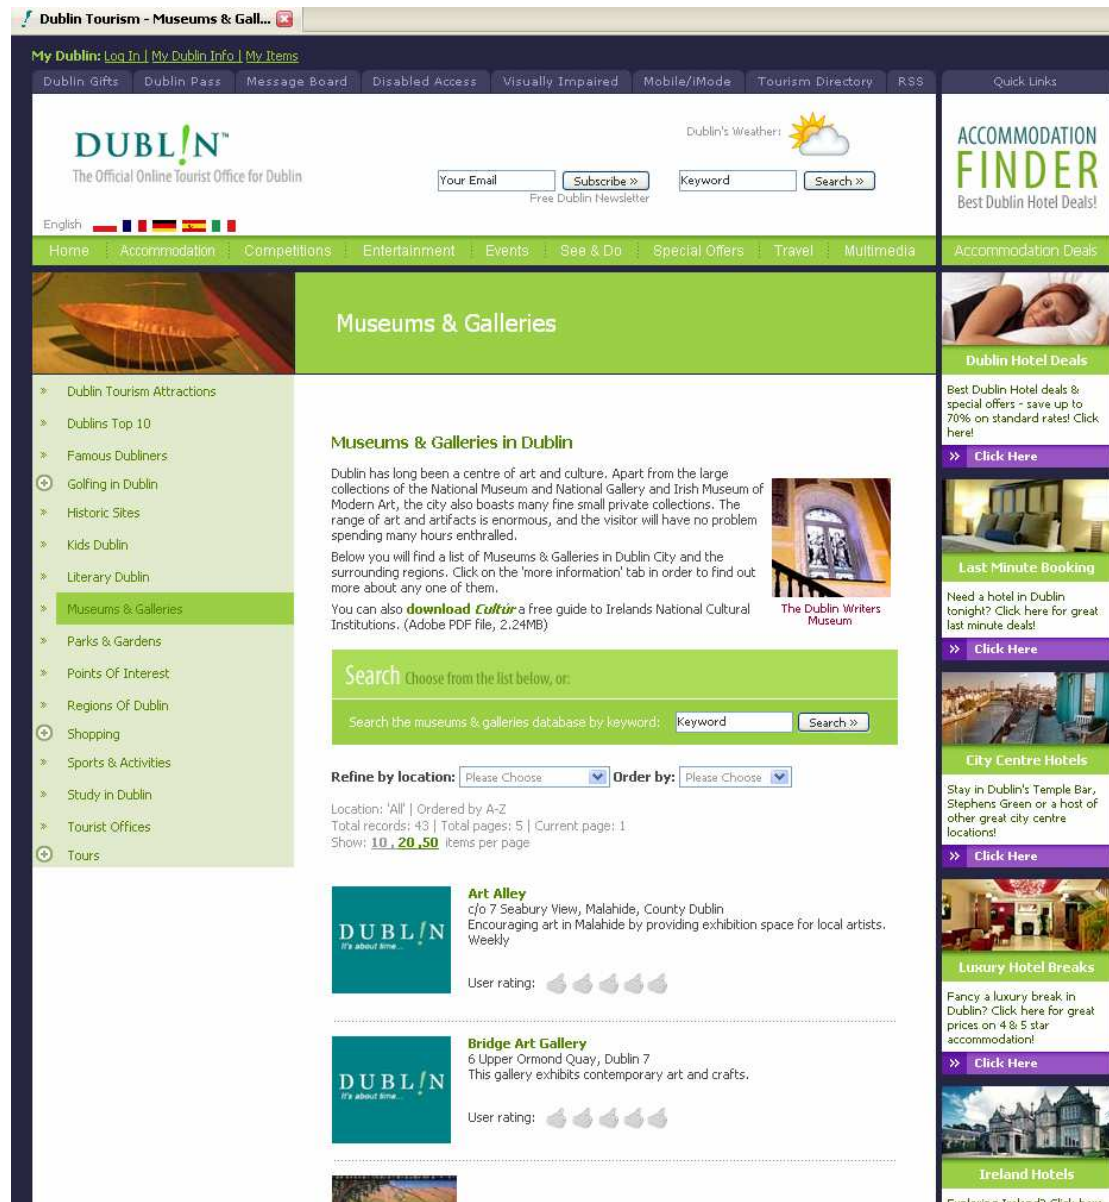 Dublin Tourism - Museums & Gall...
My Dublin: Log In | My Dublin Info | My Items
Dublin Gifts Dublin Pass Message Board Disabled Access Visually Impaired Mobile/iMode Tourism Directory RSS Quick Links
DUBL!N™
The Official Online Tourist Office for Dublin
Dublin's Weather:
Your Email Subscribe » Keyword Search »
Free Dublin Newsletter
English
ACCOMMODATION
FINDER
Best Dublin Hotel Deals!
Home Accommodation Competitions Entertainment Events See & Do Special Offers Travel Multimedia Accommodation Deals
Museums & Galleries
» Dublin Tourism Attractions
» Dublins Top 10
» Famous Dubliners
Golfing in Dublin
» Historic Sites
» Kids Dublin
» Literary Dublin
» Museums & Galleries
» Parks & Gardens
» Points Of Interest
» Regions Of Dublin
Shopping
» Sports & Activities
» Study in Dublin
» Tourist Offices
Tours
Museums & Galleries in Dublin
Dublin has long been a centre of art and culture. Apart from the large
collections of the National Museum and National Gallery and Irish Museum of
Modern Art, the city also boasts many fine small private collections. The
range of art and artifacts is enormous, and the visitor will have no problem
spending many hours enthralled.
Below you will find a list of Museums & Galleries in Dublin City and the
surrounding regions. Click on the 'more information' tab in order to find out
more about any one of them.
You can also download Cultúr a free guide to Irelands National Cultural
Institutions. (Adobe PDF file, 2.24MB)
The Dublin Writers
Museum
Search Choose from the list below, or:
Search the museums & galleries database by keyword: Keyword Search »
Refine by location: Please Choose Order by: Please Choose
Location: 'All' | Ordered by A-Z
Total records: 43 | Total pages: 5 | Current page: 1
Show: 10 , 20 ,50 items per page
DUBL!N
It's about time...
Art Alley
c/o 7 Seabury View, Malahide, County Dublin
Encouraging art in Malahide by providing exhibition space for local artists.
Weekly
User rating:
DUBL!N
It's about time...
Bridge Art Gallery
6 Upper Ormond Quay, Dublin 7
This gallery exhibits contemporary art and crafts.
User rating:
Dublin Hotel Deals
Best Dublin Hotel deals &
special offers - save up to
70% on standard rates! Click
here!
» Click Here
Last Minute Booking
Need a hotel in Dublin
tonight? Click here for great
last minute deals!
» Click Here
City Centre Hotels
Stay in Dublin's Temple Bar,
Stephens Green or a host of
other great city centre
locations!
» Click Here
Luxury Hotel Breaks
Fancy a luxury break in
Dublin? Click here for great
prices on 4 & 5 star
accommodation!
» Click Here
Ireland Hotels
Exploring Ireland? Click here